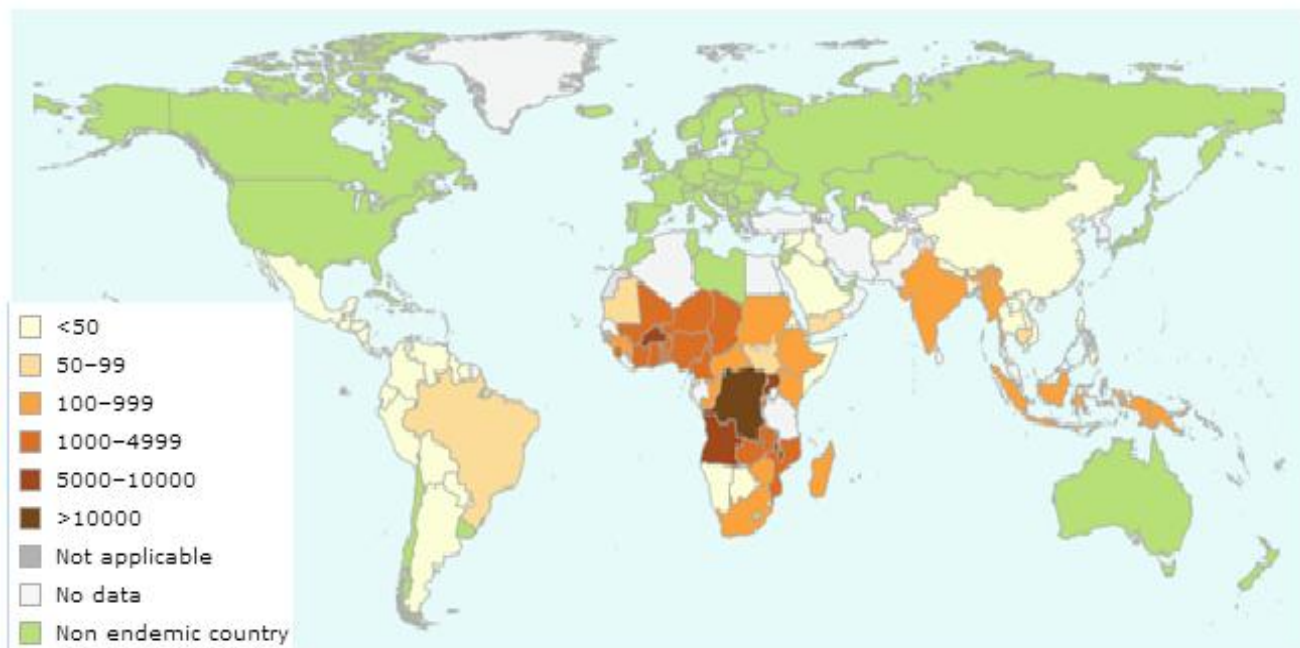 <50
50–99
100–999
1000–4999
5000–10000
>10000
Not applicable
No data
Non endemic country